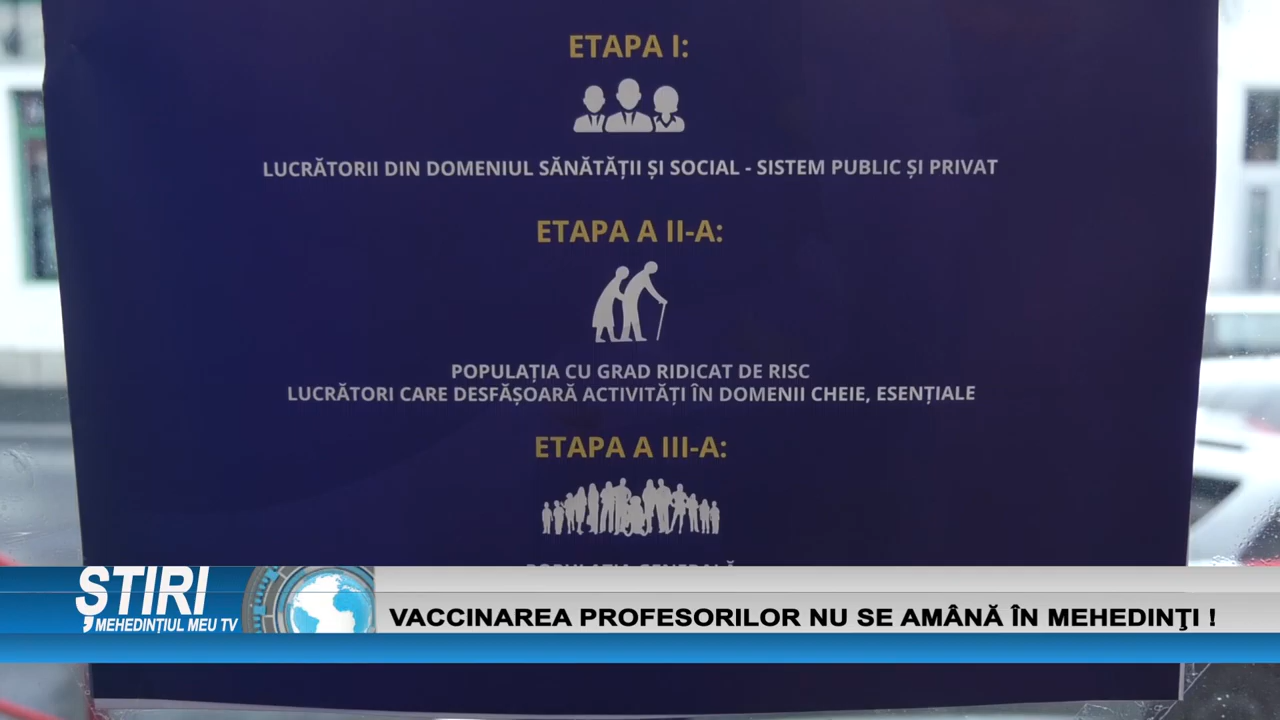 ETAPA I:
LUCRĂTORII DIN DOMENIUL SĂNĂTĂȚII ȘI SOCIAL - SISTEM PUBLIC ȘI PRIVAT
ETAPA A II-A:
POPULAȚIA CU GRAD RIDICAT DE RISC
LUCRĂTORI CARE DESFĂȘOARĂ ACTIVITĂȚI ÎN DOMENII CHEIE, ESENȚIALE
ETAPA A III-A:
POPULAȚIA GENERALĂ
ȘTIRI
MEHEDINȚIUL MEU TV
VACCINAREA PROFESORILOR NU SE AMÂNĂ ÎN MEHEDINŢI !